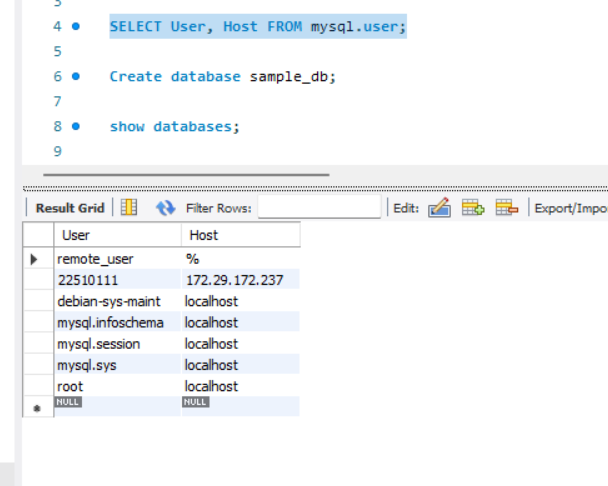 3
4 SELECT User, Host FROM mysql.user;
5
6 Create database sample_db;
7
8 show databases;
9
Result Grid Filter Rows: Edit: Export/Impo
User Host
remote_user %
22510111 172.29.172.237
debian-sys-maint localhost
mysql.infoschema localhost
mysql.session localhost
mysql.sys localhost
root localhost
NULL NULL